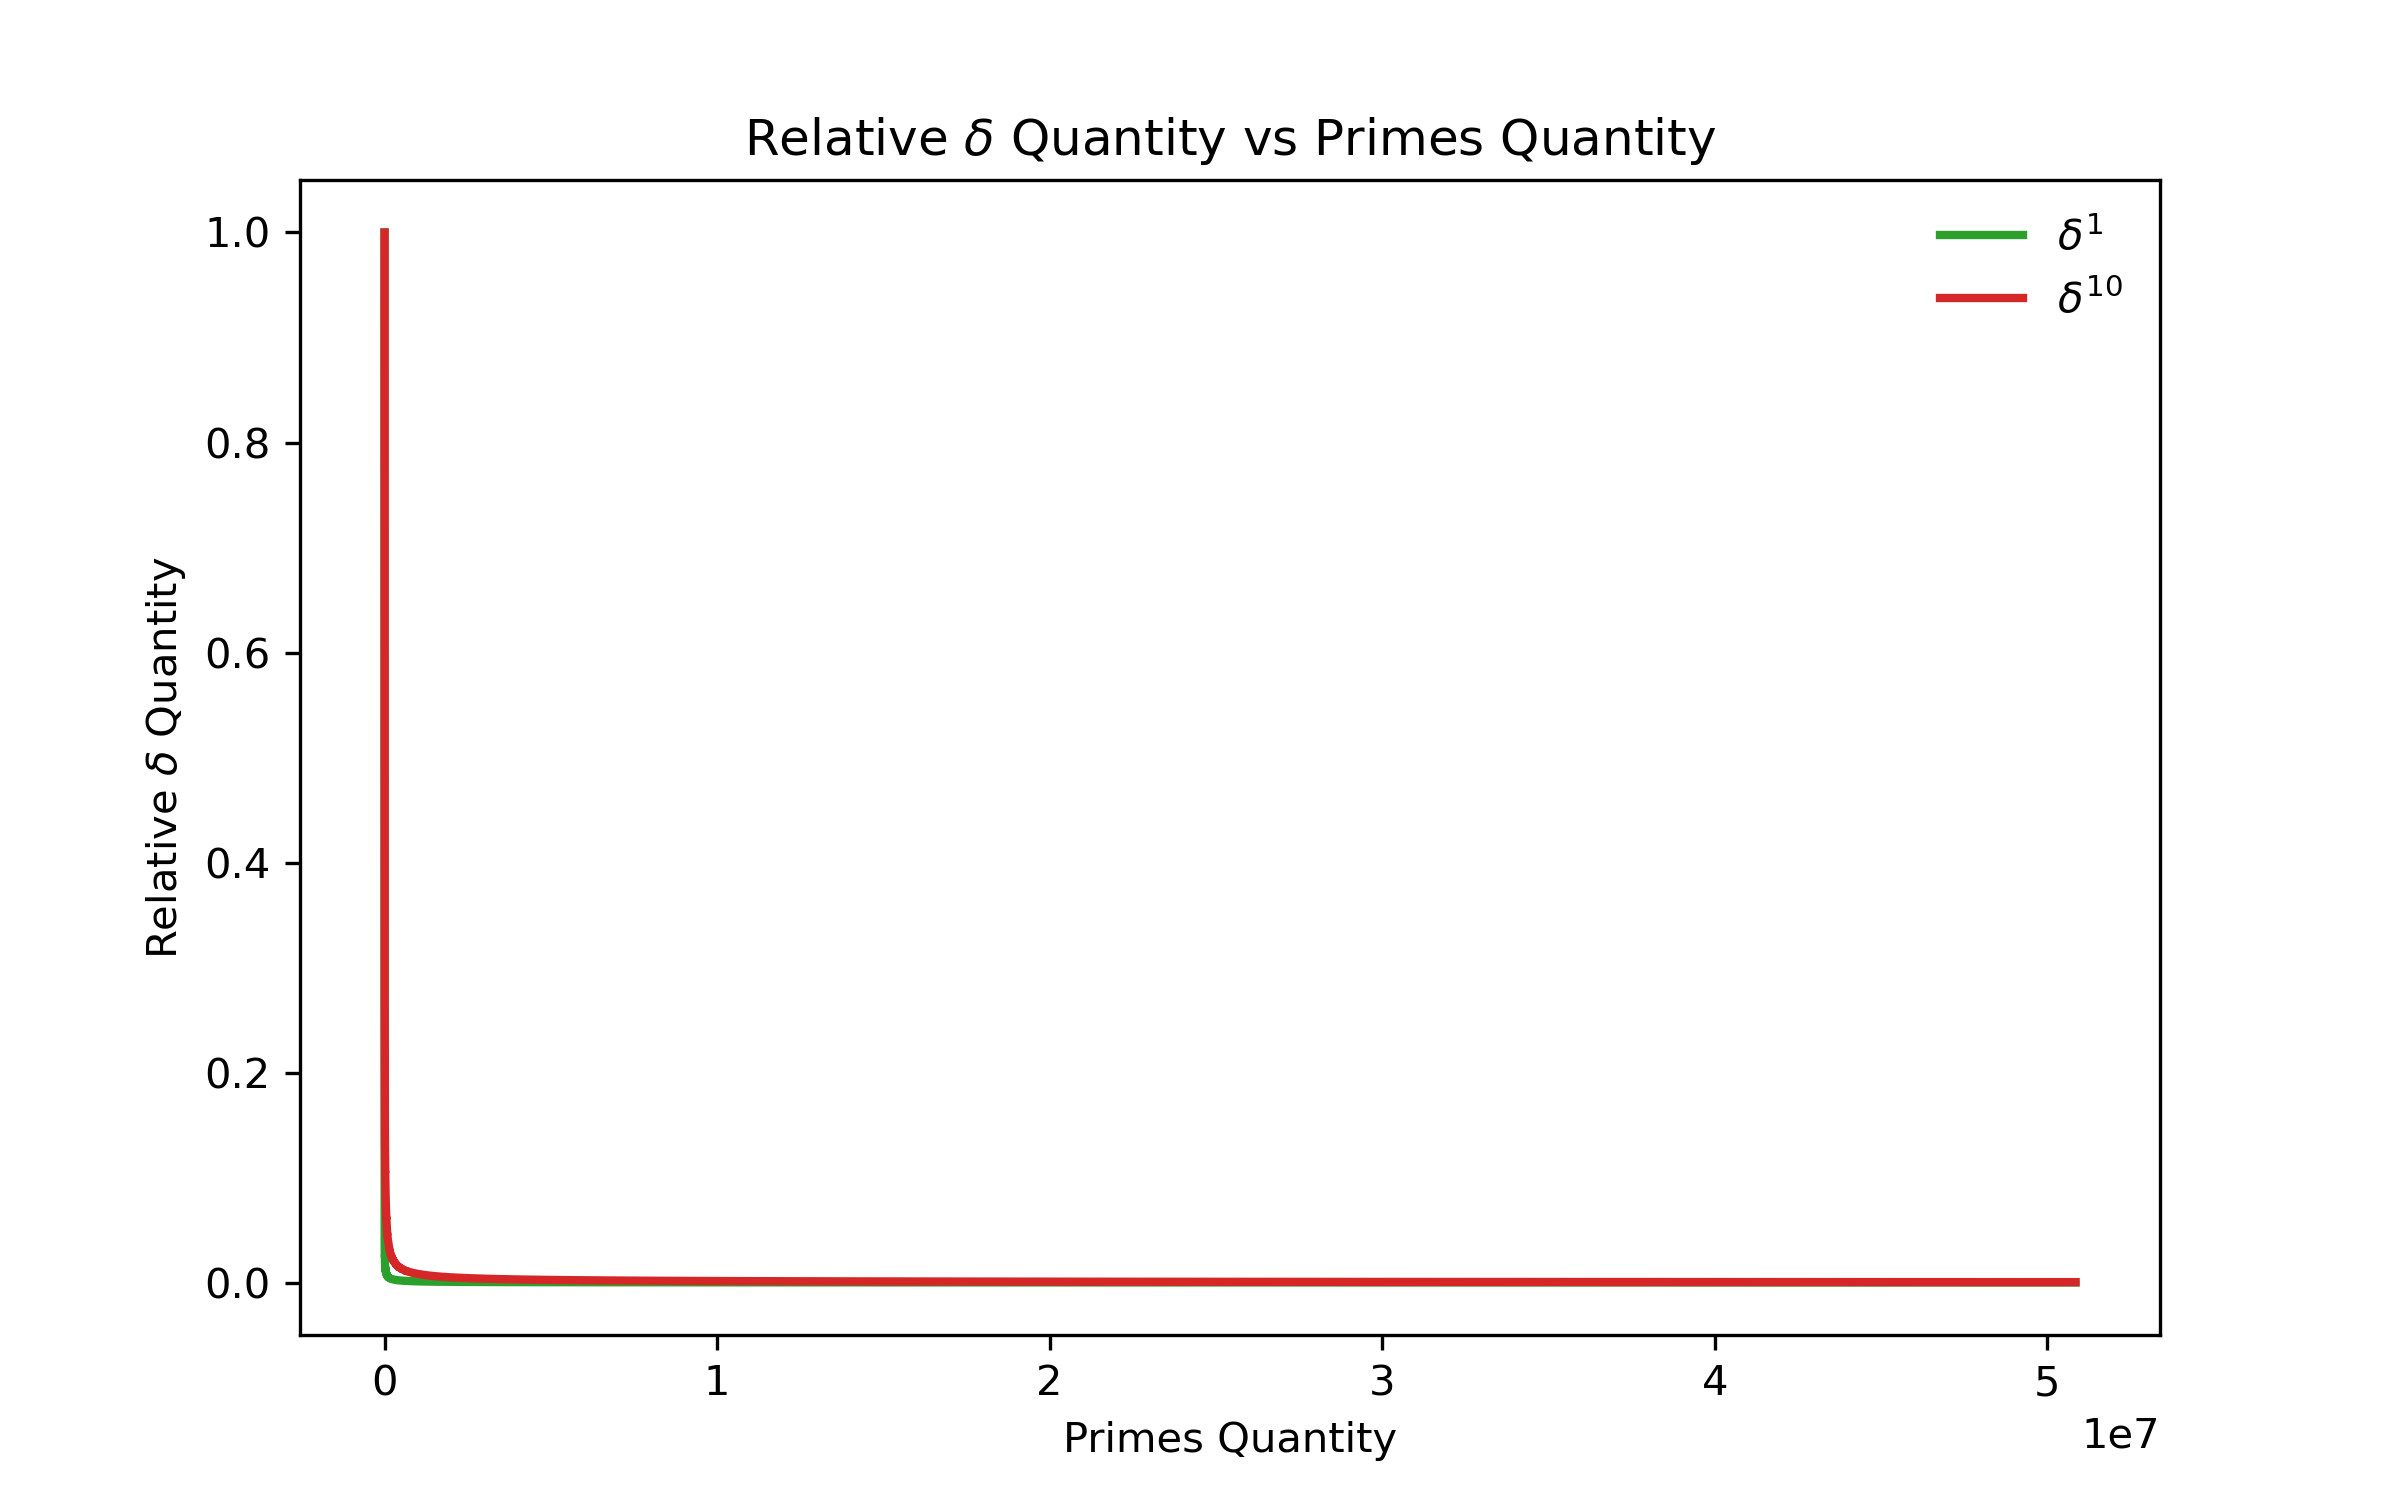 Relative δ Quantity vs Primes Quantity
δ¹
δ¹⁰
Relative δ Quantity
1.0
0.8
0.6
0.4
0.2
0.0
0 1 2 3 4 5
1e7
Primes Quantity